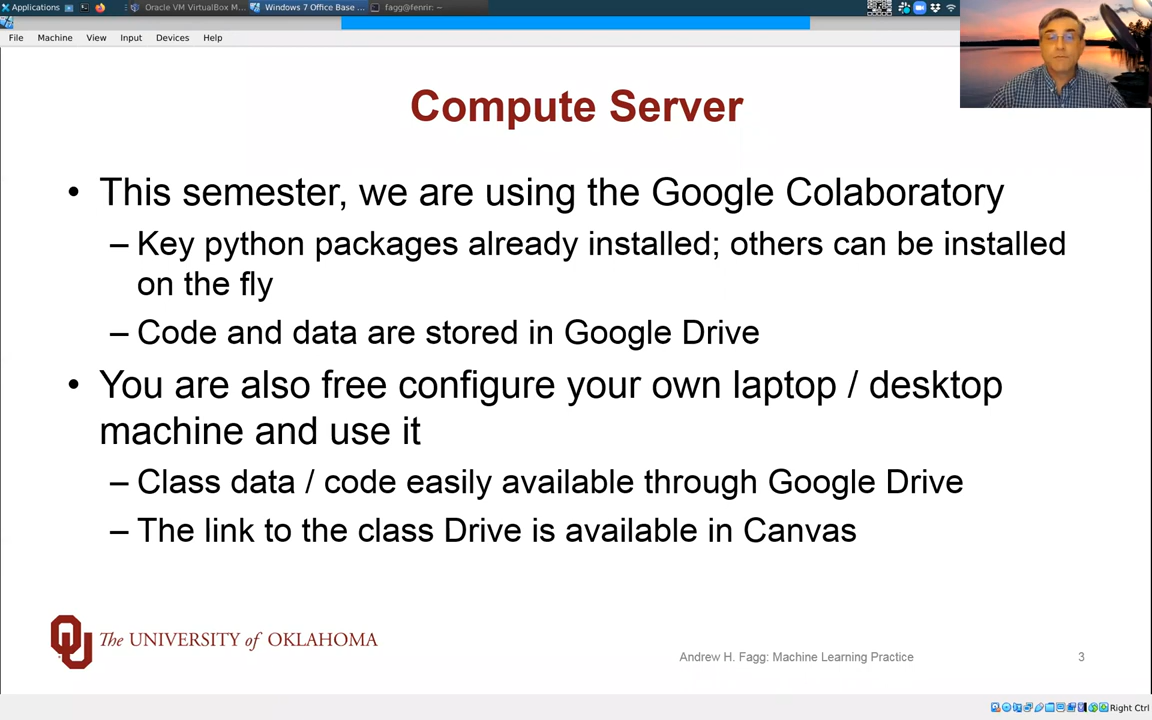 Applications
Oracle VM VirtualBox M...
Windows 7 Office Base ...
fagg@fenrir: ~
File Machine View Input Devices Help
Compute Server
• This semester, we are using the Google Colaboratory
– Key python packages already installed; others can be installed
on the fly
– Code and data are stored in Google Drive
• You are also free configure your own laptop / desktop
machine and use it
– Class data / code easily available through Google Drive
– The link to the class Drive is available in Canvas
The UNIVERSITY of OKLAHOMA
Andrew H. Fagg: Machine Learning Practice
3
Right Ctrl